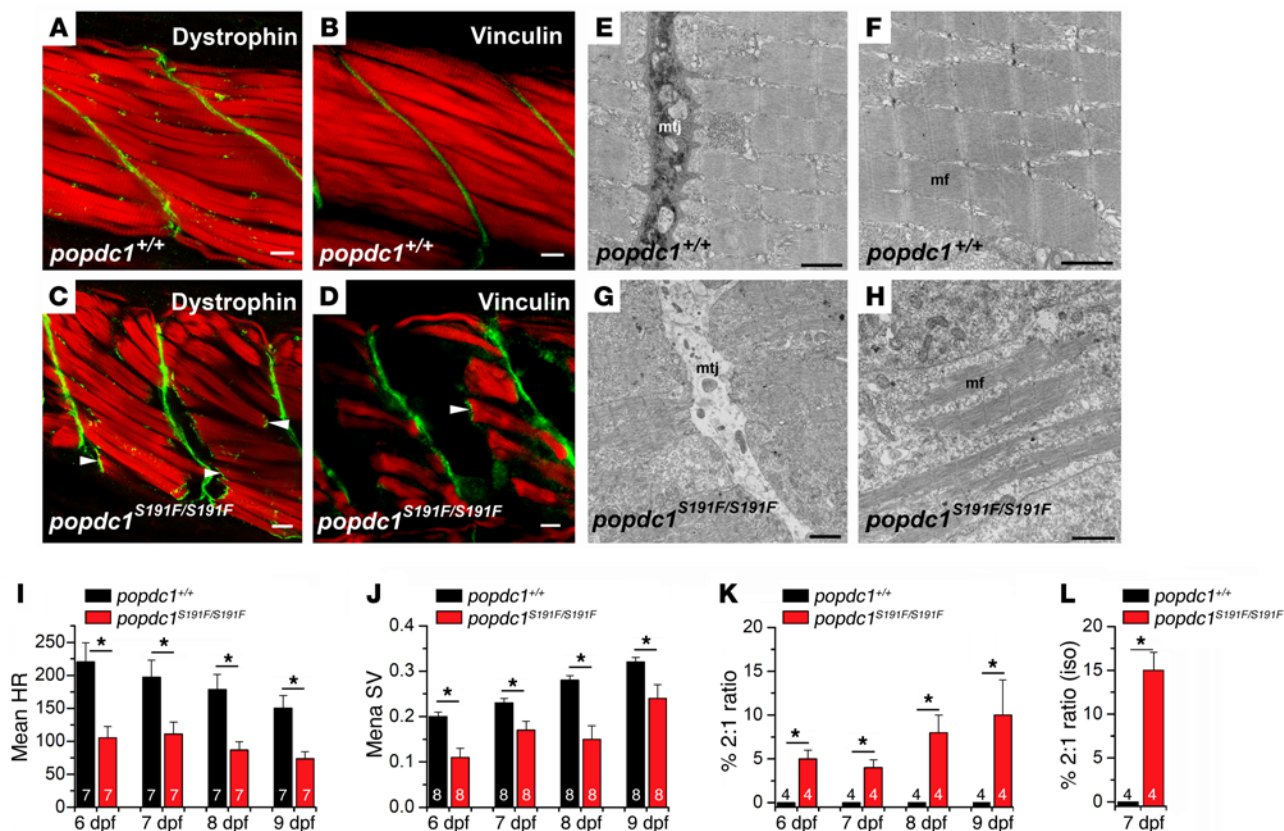 A
Dystrophin
popdc1+/+
B
Vinculin
popdc1+/+
E
mtj
popdc1+/+
F
mf
popdc1+/+
C
Dystrophin
popdc1S191F/S191F
D
Vinculin
popdc1S191F/S191F
G
mtj
popdc1S191F/S191F
H
mf
popdc1S191F/S191F
I
popdc1+/+
popdc1S191F/S191F
Mean HR
250
225
200
175
150
125
100
75
50
25
0
* * * *
7 7 7 7 7 7 7 7
6 dpf 7 dpf 8 dpf 9 dpf
J
popdc1+/+
popdc1S191F/S191F
Mena SV
0.4
0.3
0.2
0.1
0.0
* * * *
8 8 8 8 8 8 8 8
6 dpf 7 dpf 8 dpf 9 dpf
K
popdc1+/+
popdc1S191F/S191F
% 2:1 ratio
20
15
10
5
0
* * * *
4 4 4 4 4 4 4 4
6 dpf 7 dpf 8 dpf 9 dpf
L
popdc1+/+
popdc1S191F/S191F
% 2:1 ratio (iso)
20
15
10
5
0
*
4 4
7 dpf